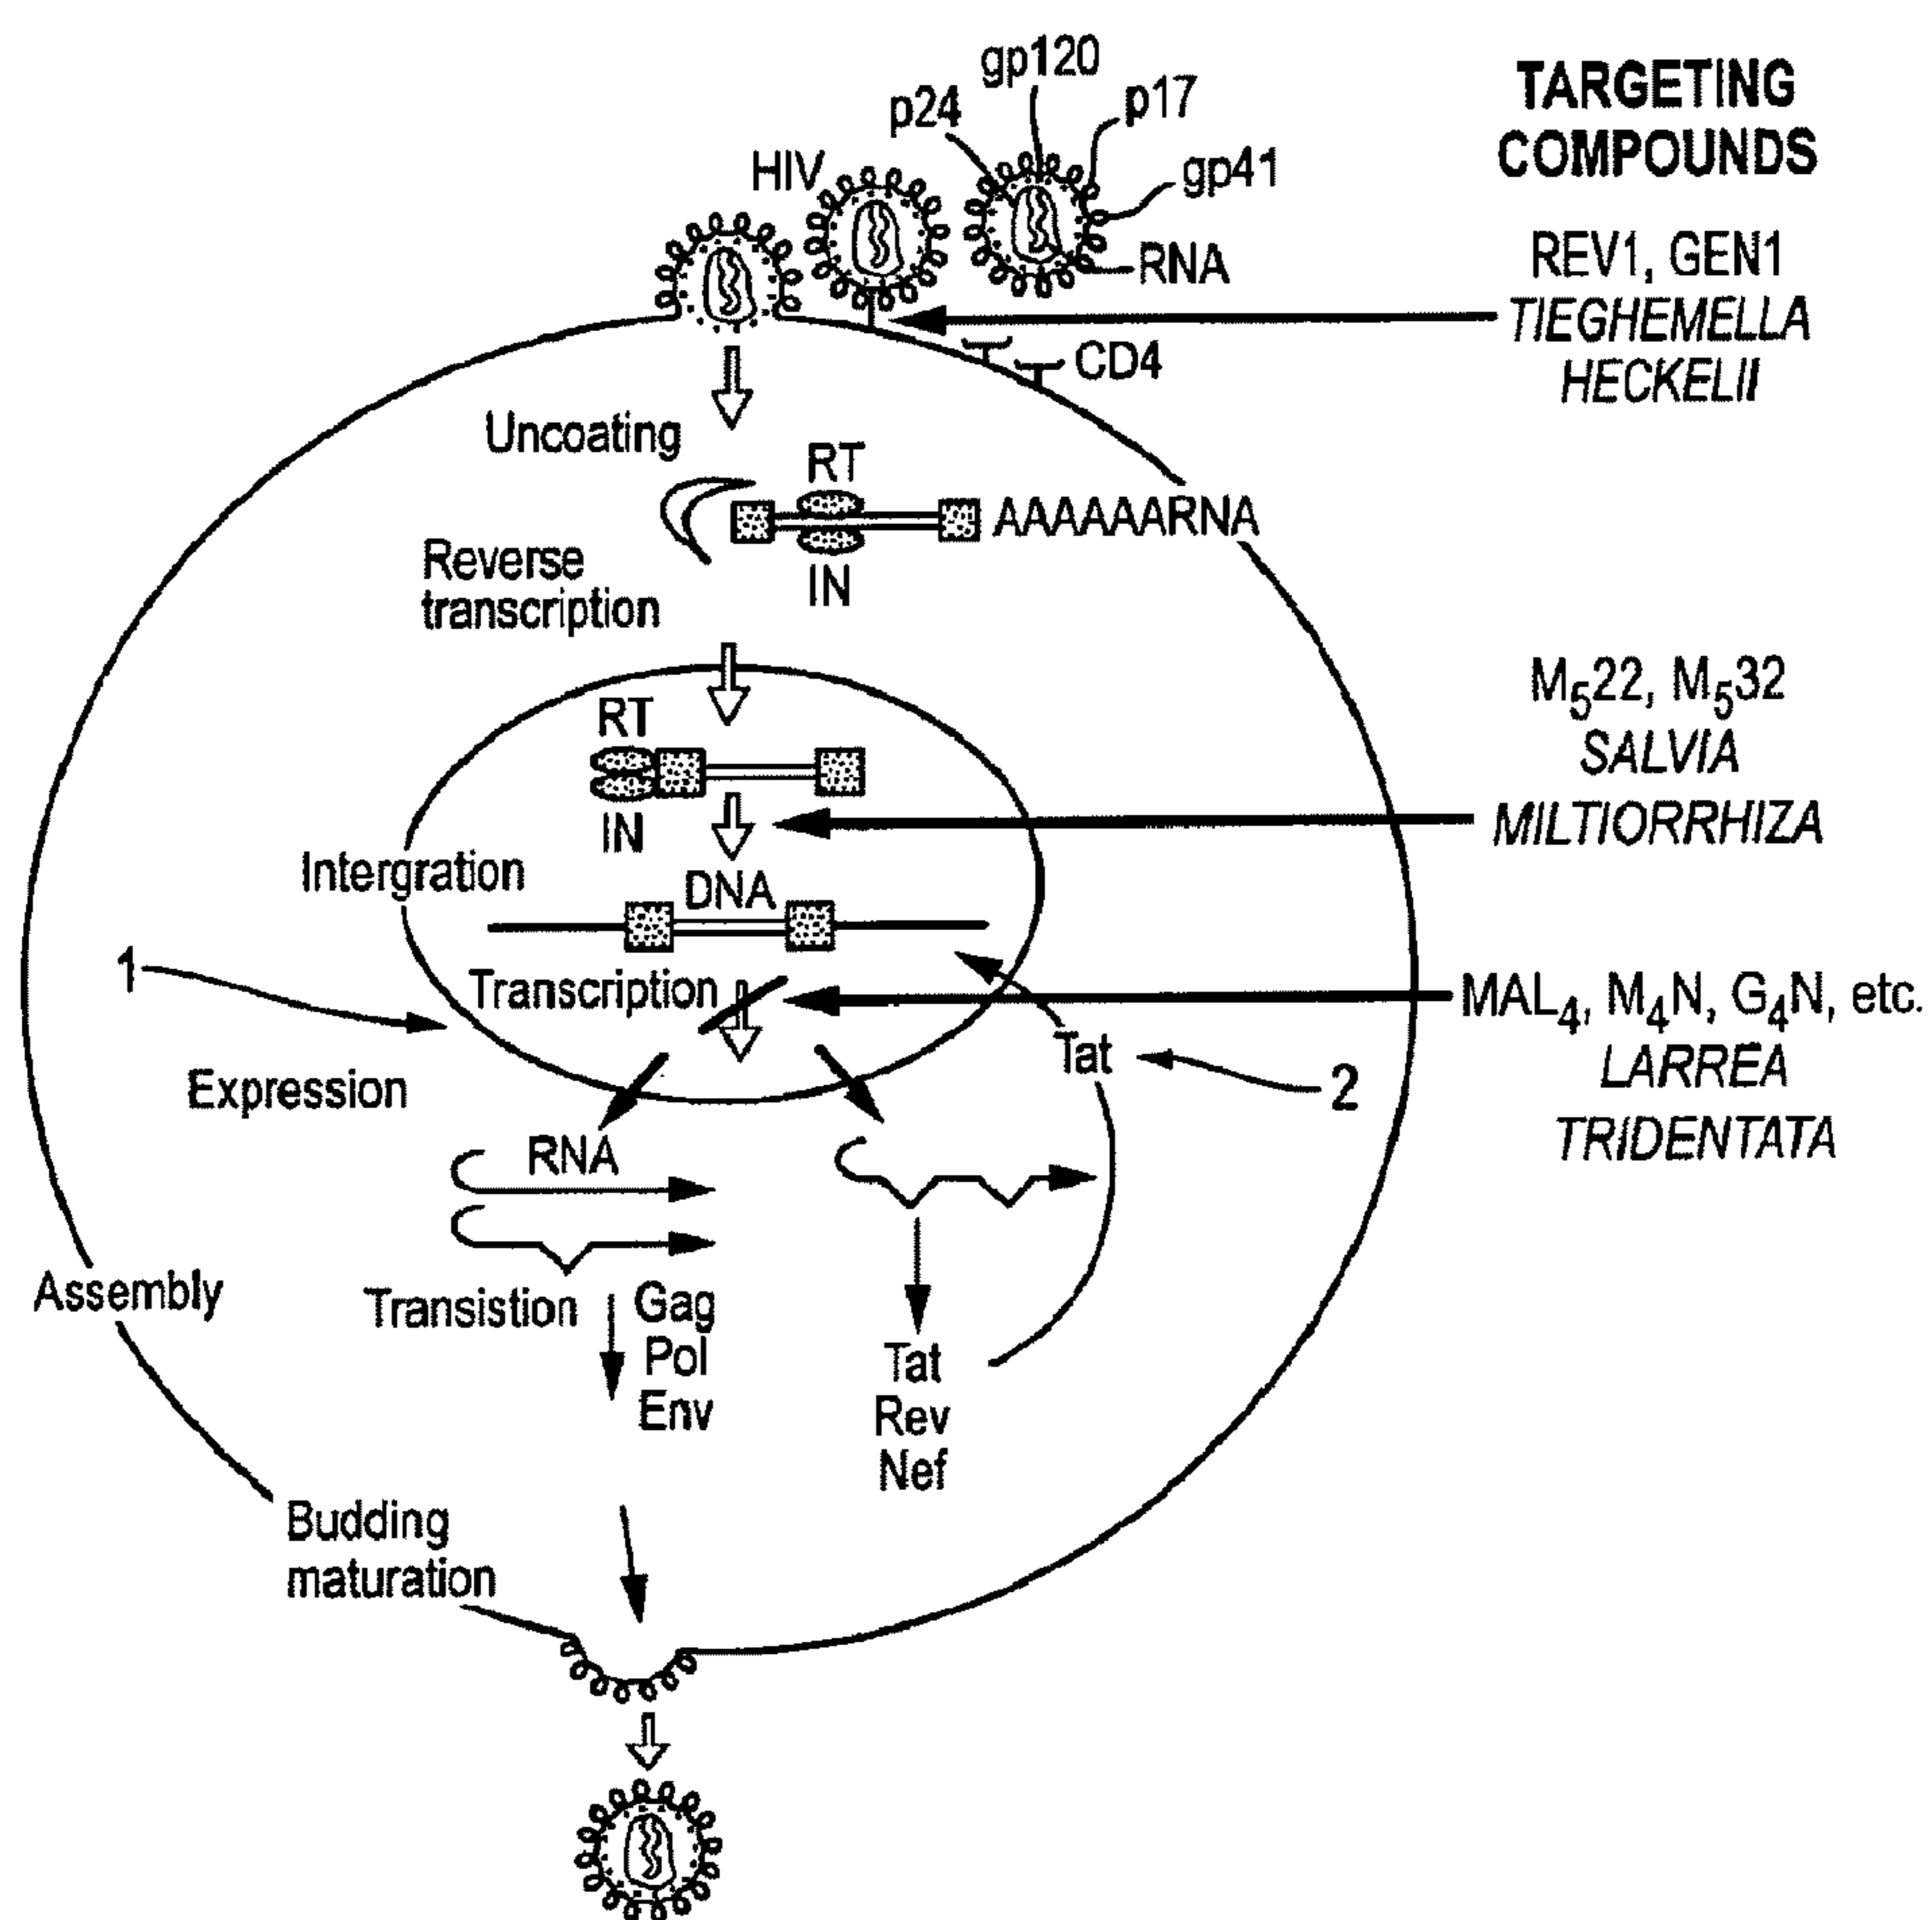 gp120
p24
p17
HIV
gp41
RNA
TARGETING
COMPOUNDS
REV1, GEN1
TIEGHEMELLA
HECKELII
CD4
Uncoating
RT
AAAAAARNA
IN
Reverse
transcription
RT
IN
M522, M532
SALVIA
MILTIORRHIZA
Intergration
DNA
1
Transcription
MAL4, M4N, G4N, etc.
LARREA
TRIDENTATA
Tat
2
Expression
RNA
Assembly
Transistion
Gag
Pol
Env
Tat
Rev
Nef
Budding
maturation